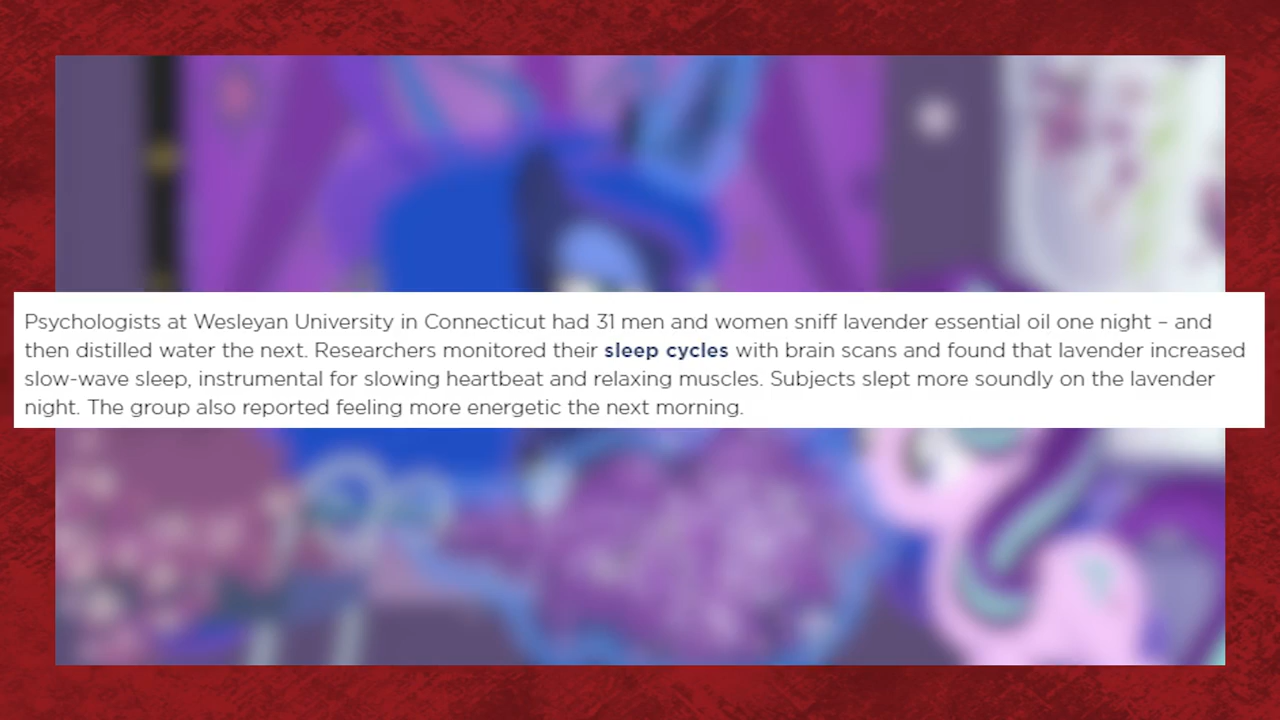 Psychologists at Wesleyan University in Connecticut had 31 men and women sniff lavender essential oil one night – and
then distilled water the next. Researchers monitored their sleep cycles with brain scans and found that lavender increased
slow-wave sleep, instrumental for slowing heartbeat and relaxing muscles. Subjects slept more soundly on the lavender
night. The group also reported feeling more energetic the next morning.